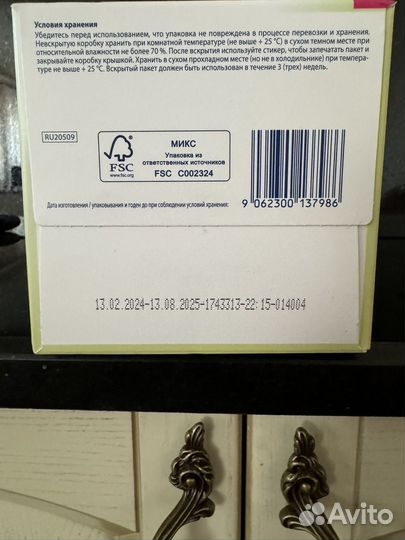 Условия хранения
Убедитесь перед использованием, что упаковка не повреждена в процессе перевозки и хранения.
Невскрытую коробку хранить при комнатной температуре (не выше + 25 °C) в сухом темном месте при
относительной влажности не более 70 %. После вскрытия используйте стикер, чтобы запечатать пакет и
закрывайте коробку крышкой. Хранить в сухом прохладном месте (но не в холодильнике) при темпера-
туре не выше + 25 °C. Вскрытый пакет должен быть использован в течение 3 (трех) недель.
RU20509
FSC
www.fsc.org
МИКС
Упаковка из
ответственных источников
FSC C002324
9 062300 137986
Дата изготовления / упаковывания и годен до при соблюдении условий хранения:
13.02.2024-13.08.2025-1743313-22:15-014004
Avito